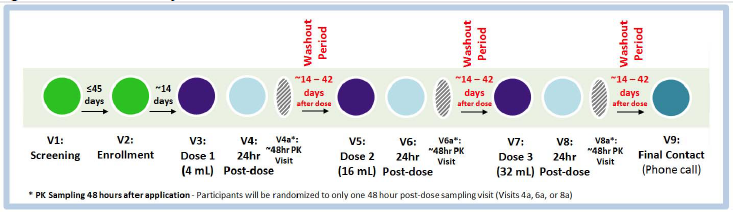 Washout Period
Washout Period
Washout Period
≤45 days
~14 days
~14 – 42 days after dose
~14 – 42 days after dose
~14 – 42 days after dose
V1: Screening
V2: Enrollment
V3: Dose 1 (4 mL)
V4: 24hr Post-dose
V4a*: ~48hr PK Visit
V5: Dose 2 (16 mL)
V6: 24hr Post-dose
V6a*: ~48hr PK Visit
V7: Dose 3 (32 mL)
V8: 24hr Post-dose
V8a*: ~48hr PK Visit
V9: Final Contact (Phone call)
* PK Sampling 48 hours after application - Participants will be randomized to only one 48 hour post-dose sampling visit (Visits 4a, 6a, or 8a)